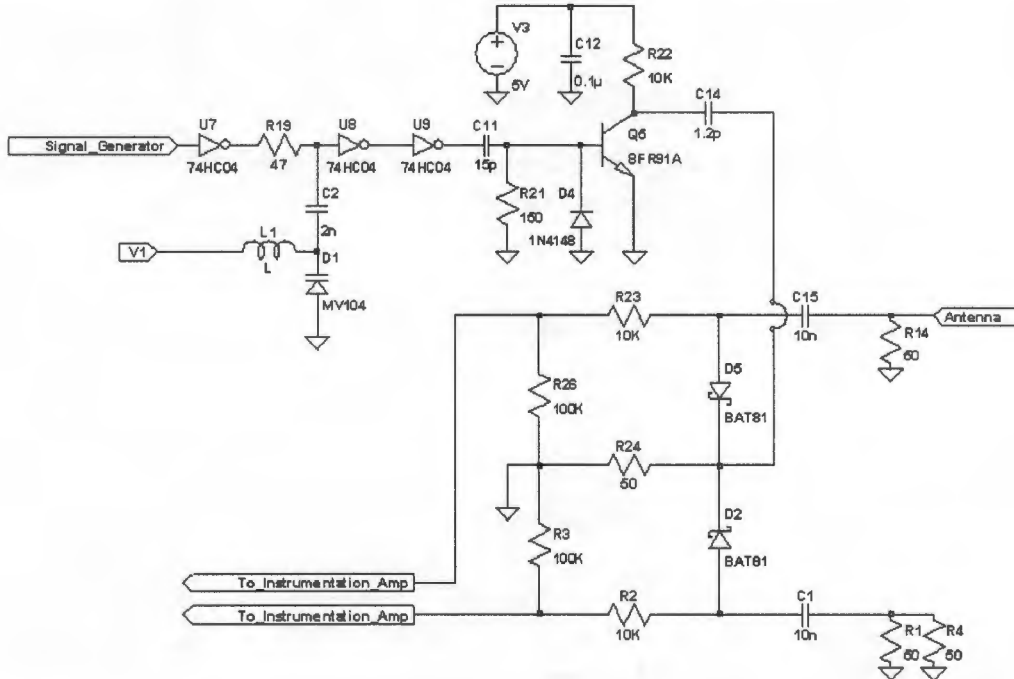 V3
5V
C12
0.1µ
R22
10K
C14
1.2p
Signal_Generator
U7
74HC04
R19
47
U8
74HC04
U9
74HC04
C11
15p
Q6
BFR91A
C2
2n
R21
160
D4
1N4148
V1
L1
L
D1
MV104
R23
10K
C15
10n
Antenna
R14
50
D5
BAT81
R26
100K
R24
50
D2
BAT81
R3
100K
To_Instrumentation_Amp
To_Instrumentation_Amp
R2
10K
C1
10n
R1
50
R4
50